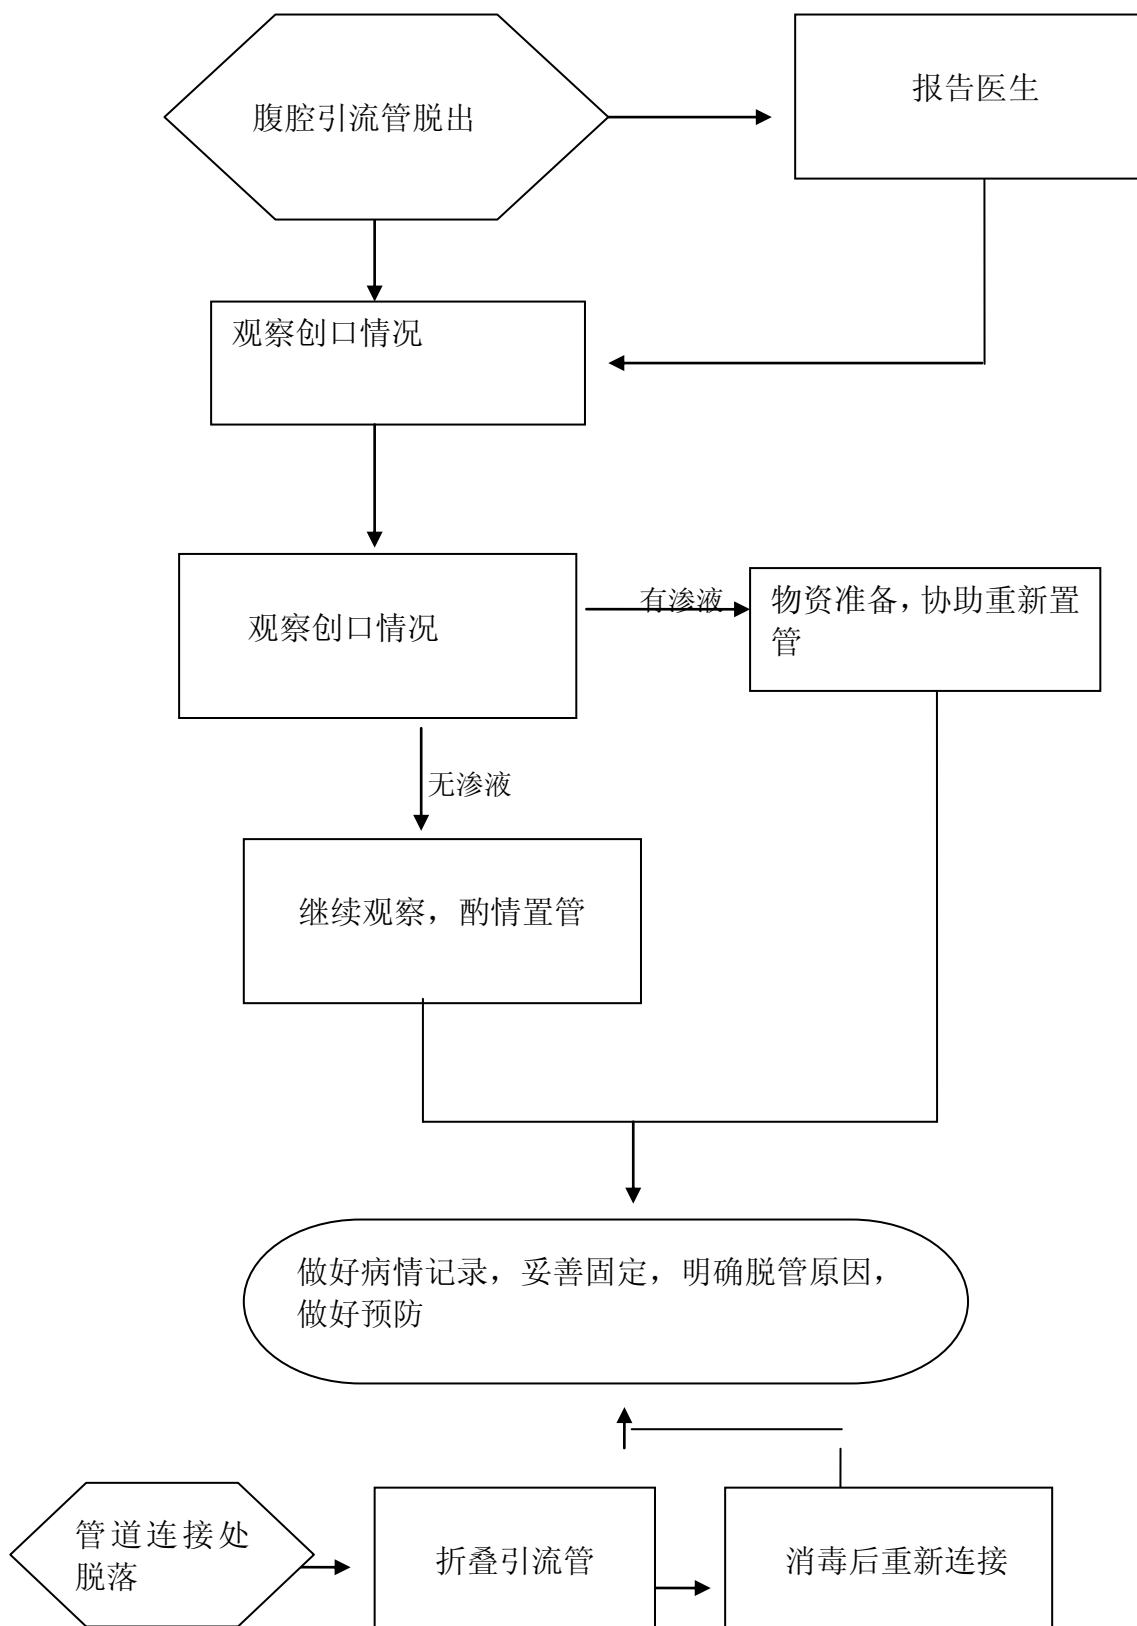 腹腔引流管脱出
报告医生
观察创口情况
观察创口情况
有渗液
物资准备，协助重新置
管
无渗液
继续观察，酌情置管
做好病情记录，妥善固定，明确脱管原因，
做好预防
管道连接处
脱落
折叠引流管
消毒后重新连接